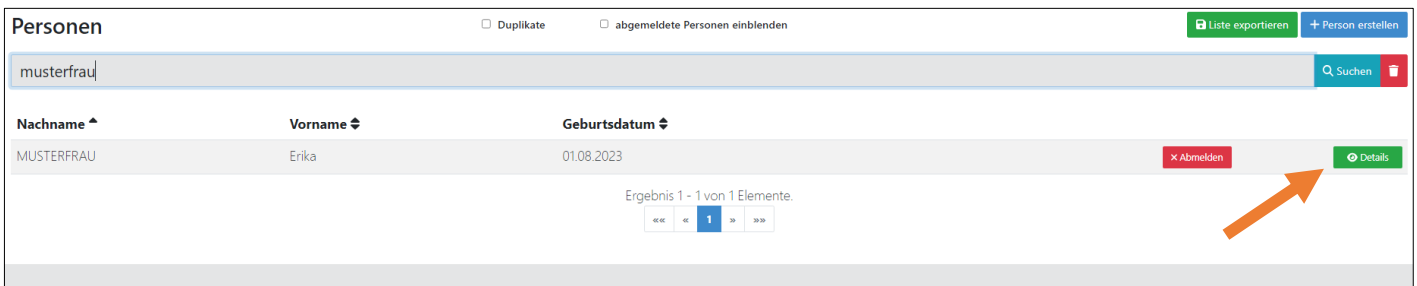 Personen Duplikate abgemeldete Personen einblenden Liste exportieren + Person erstellen
musterfrau Suchen
Nachname Vorname Geburtsdatum
MUSTERFRAU Erika 01.08.2023 × Abmelden Details
Ergebnis 1 - 1 von 1 Elemente.
«« « 1 » »»